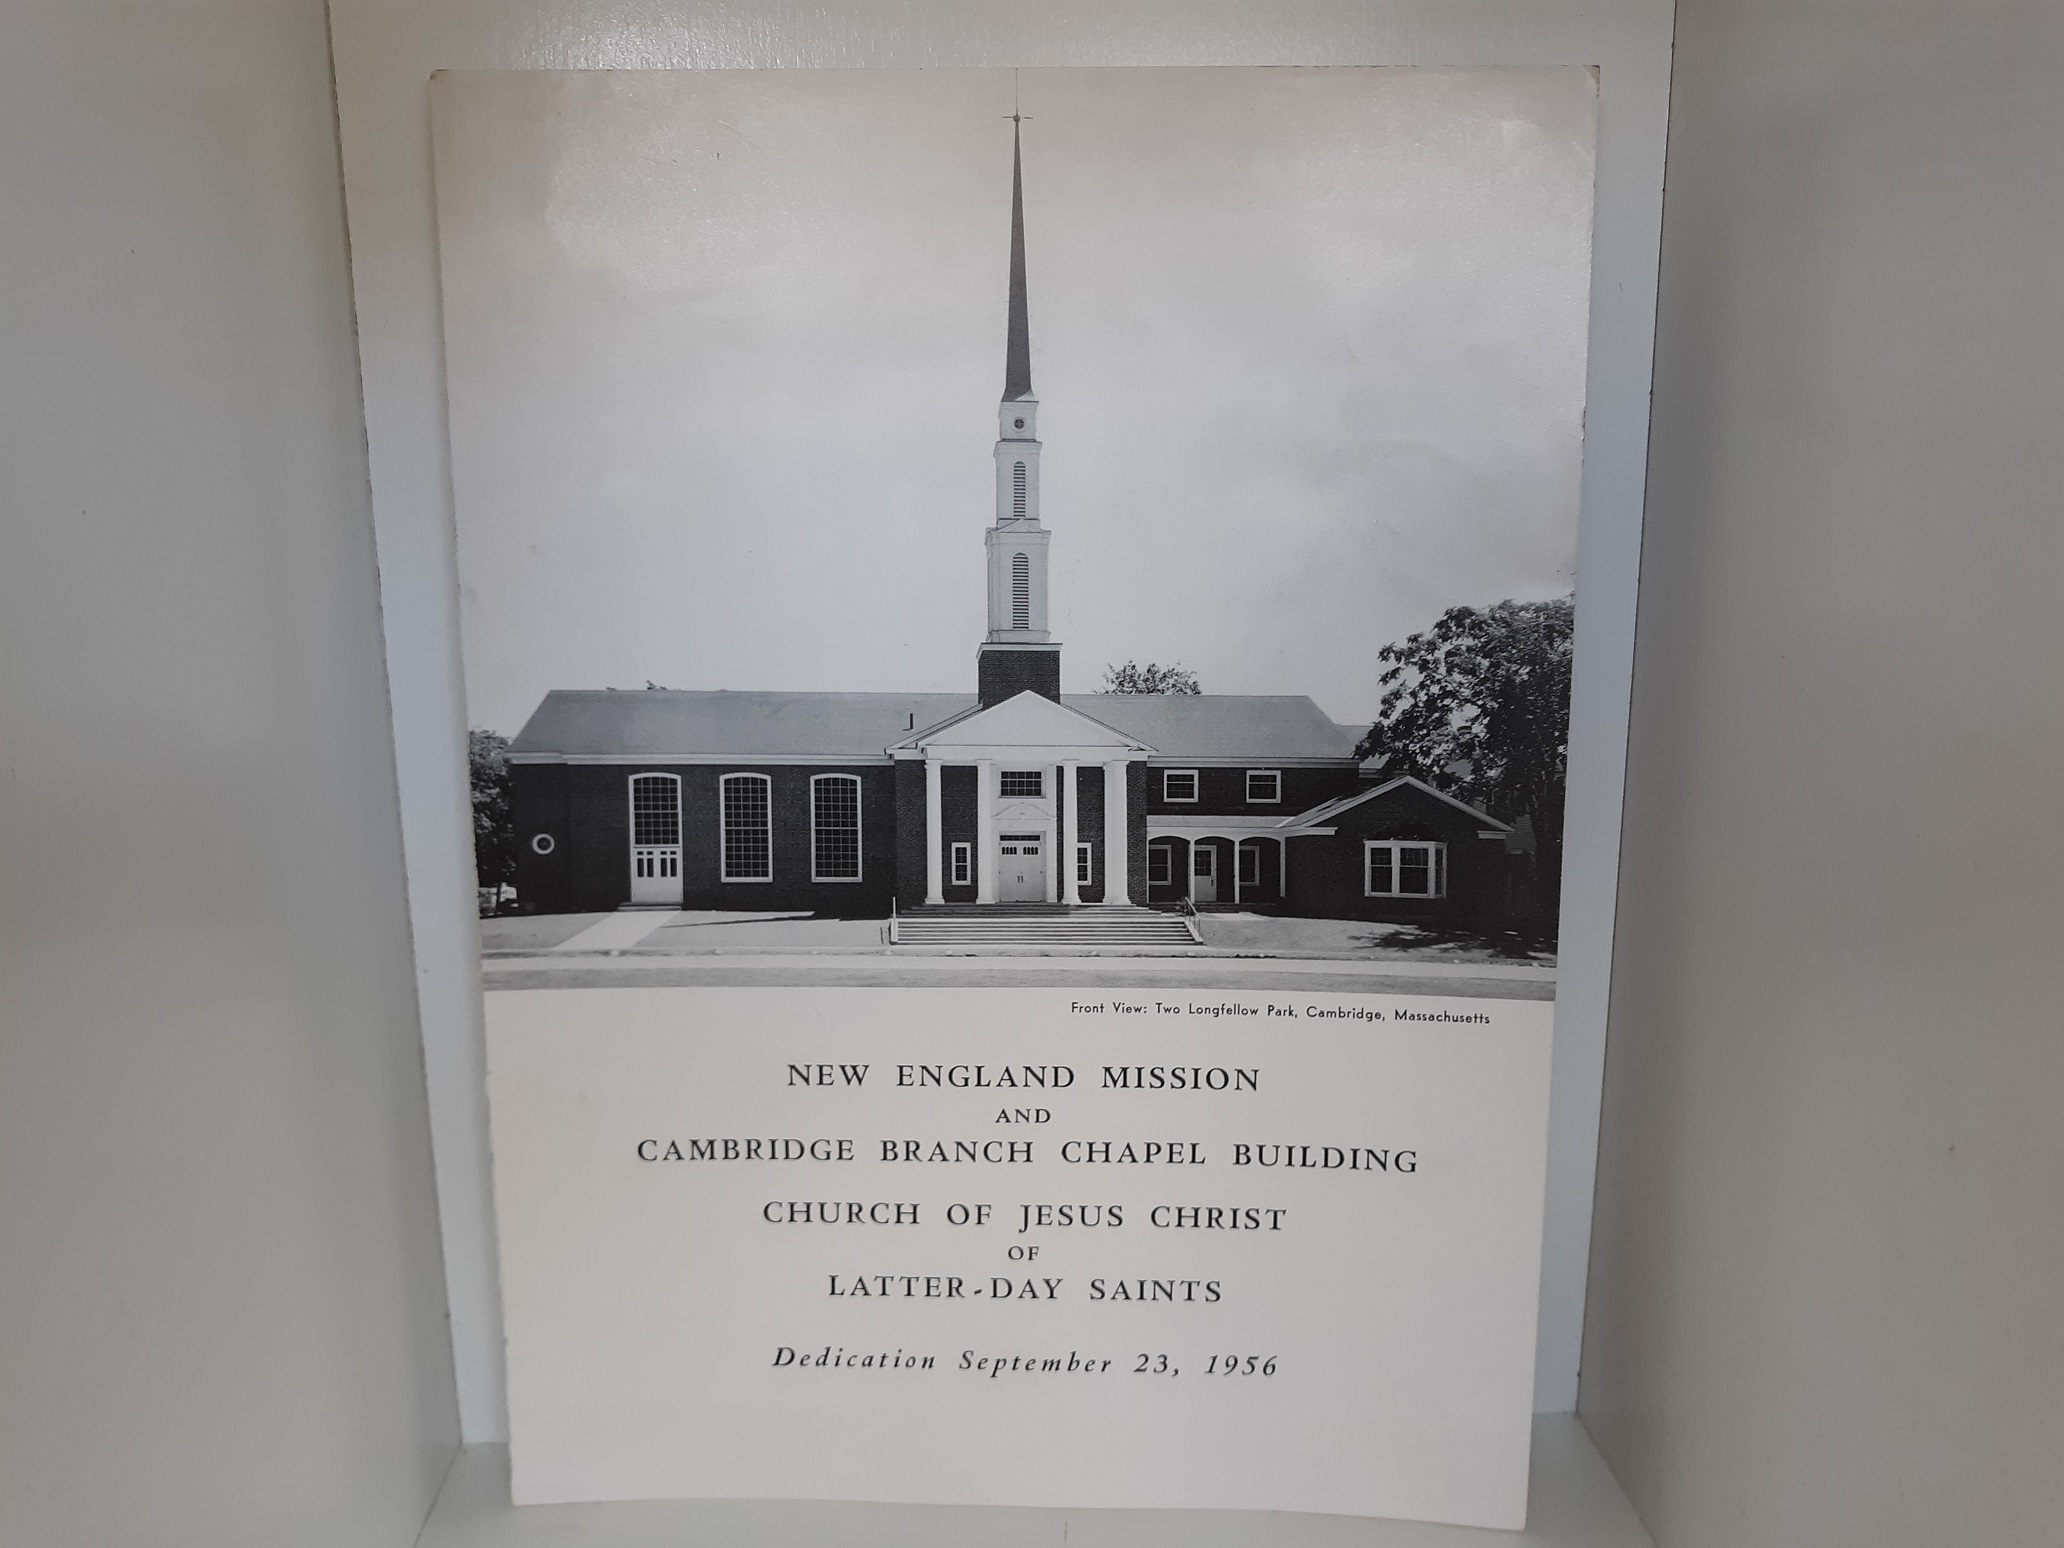 Front View: Two Longfellow Park, Cambridge, Massachusetts
NEW ENGLAND MISSION
AND
CAMBRIDGE BRANCH CHAPEL BUILDING
CHURCH OF JESUS CHRIST
OF
LATTER-DAY SAINTS
Dedication September 23, 1956